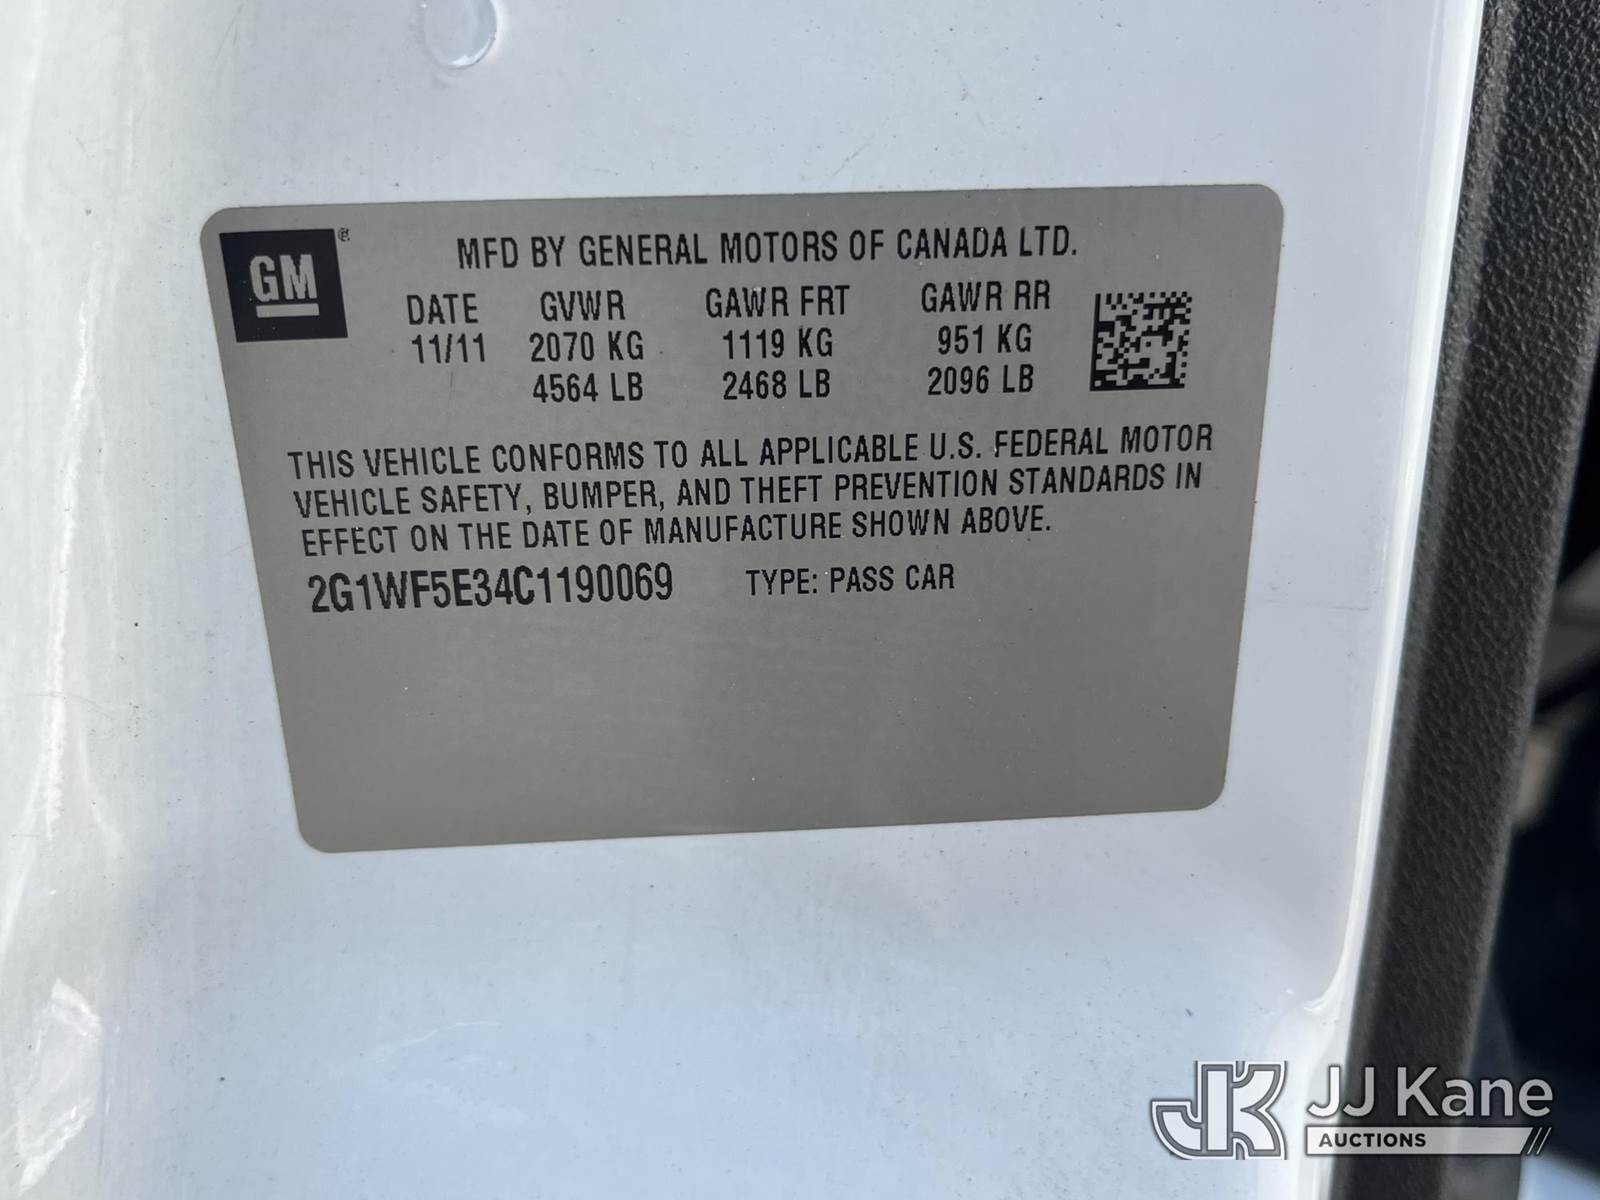 GM
MFD BY GENERAL MOTORS OF CANADA LTD.
DATE GVWR GAWR FRT GAWR RR
11/11 2070 KG 1119 KG 951 KG
4564 LB 2468 LB 2096 LB
THIS VEHICLE CONFORMS TO ALL APPLICABLE U.S. FEDERAL MOTOR
VEHICLE SAFETY, BUMPER, AND THEFT PREVENTION STANDARDS IN
EFFECT ON THE DATE OF MANUFACTURE SHOWN ABOVE.
2G1WF5E34C1190069 TYPE: PASS CAR
JK JJ Kane
AUCTIONS